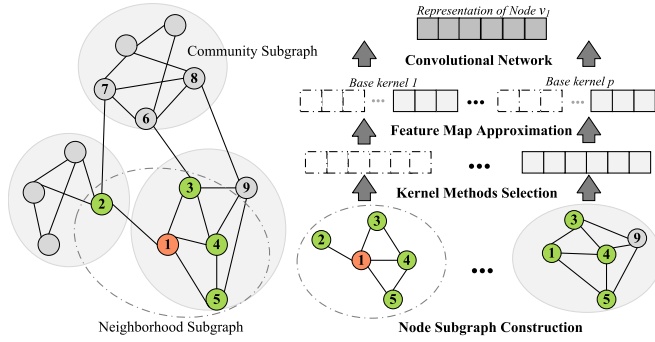 Representation of Node v1
Community Subgraph
Convolutional Network
8
7
Base kernel 1
Base kernel p
...
...
...
6
Feature Map Approximation
...
Kernel Methods Selection
3
9
2
3
3
9
2
1
4
1
4
1
4
...
5
5
5
Neighborhood Subgraph
Node Subgraph Construction